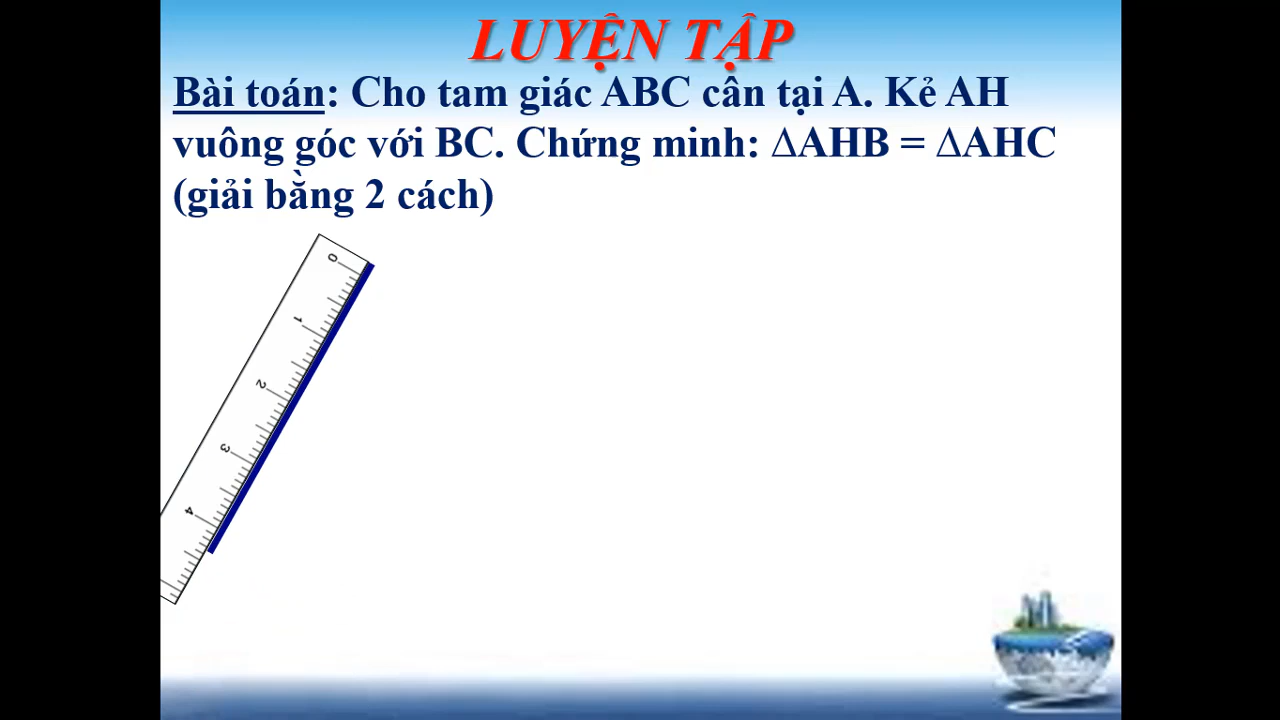 LUYỆN TẬP
Bài toán: Cho tam giác ABC cân tại A. Kẻ AH
vuông góc với BC. Chứng minh: ∆AHB = ∆AHC
(giải bằng 2 cách)
0
1
2
3
4